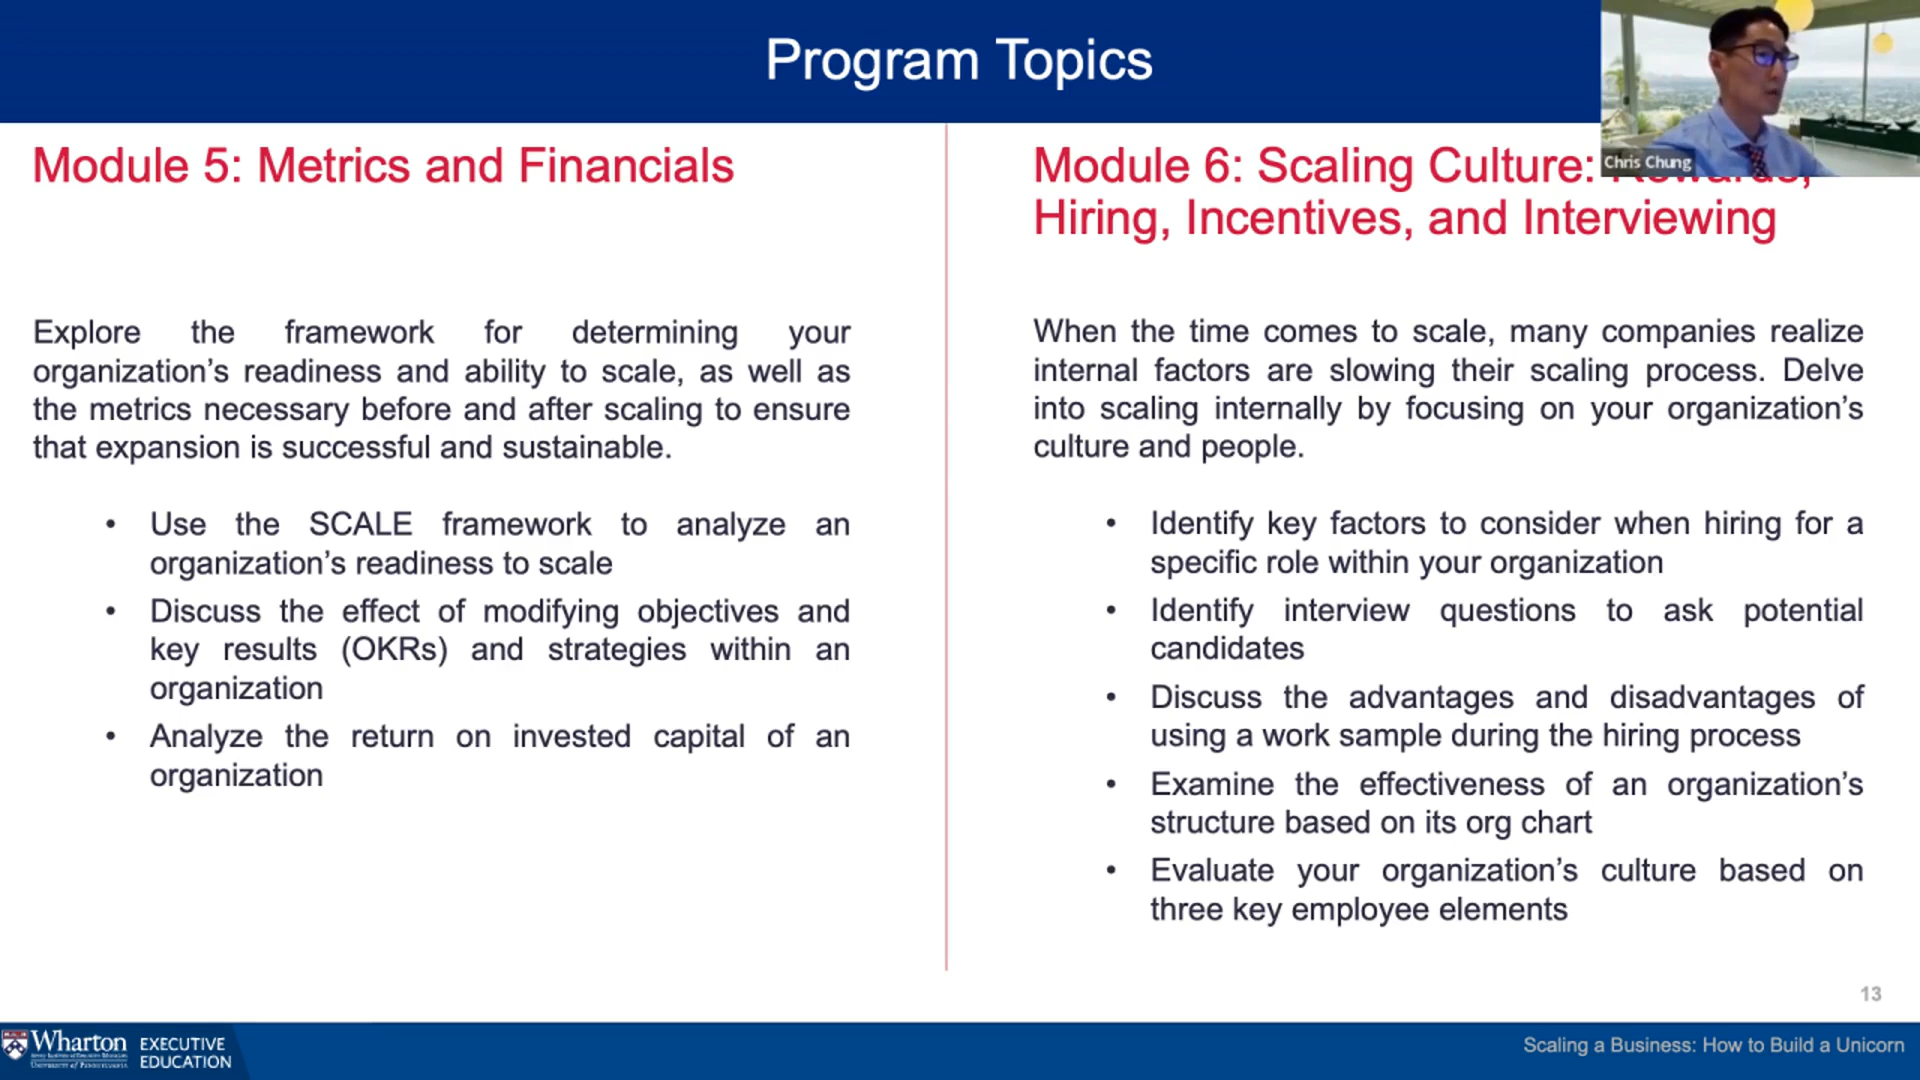 Program Topics
Chris Chung
Module 5: Metrics and Financials
Explore the framework for determining your
organization’s readiness and ability to scale, as well as
the metrics necessary before and after scaling to ensure
that expansion is successful and sustainable.
• Use the SCALE framework to analyze an
organization’s readiness to scale
• Discuss the effect of modifying objectives and
key results (OKRs) and strategies within an
organization
• Analyze the return on invested capital of an
organization
Module 6: Scaling Culture: Rewards,
Hiring, Incentives, and Interviewing
When the time comes to scale, many companies realize
internal factors are slowing their scaling process. Delve
into scaling internally by focusing on your organization’s
culture and people.
• Identify key factors to consider when hiring for a
specific role within your organization
• Identify interview questions to ask potential
candidates
• Discuss the advantages and disadvantages of
using a work sample during the hiring process
• Examine the effectiveness of an organization’s
structure based on its org chart
• Evaluate your organization’s culture based on
three key employee elements
13
Wharton
UNIVERSITY of PENNSYLVANIA
EXECUTIVE
EDUCATION
Scaling a Business: How to Build a Unicorn